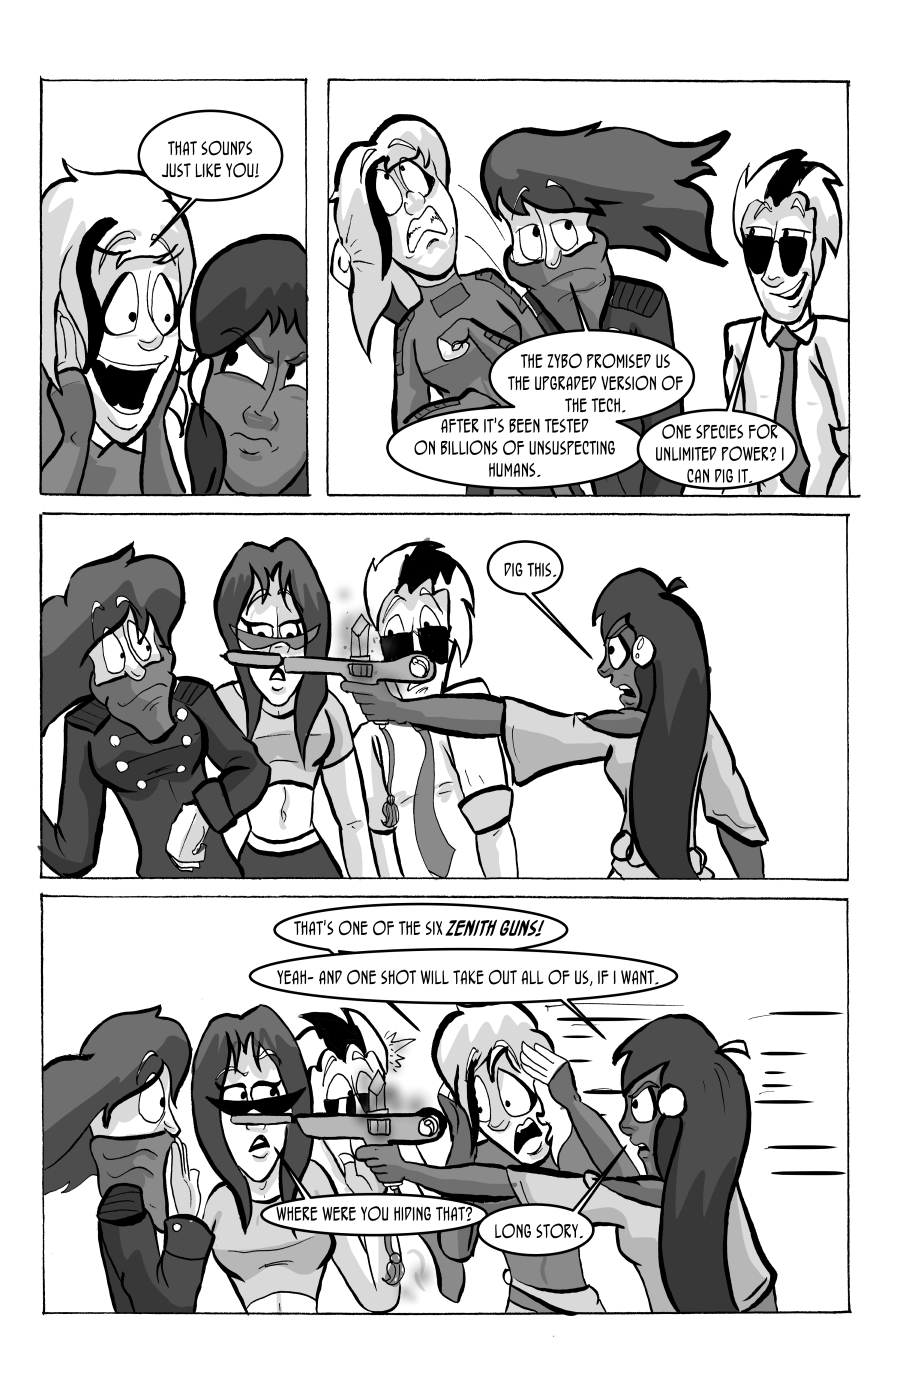 THAT SOUNDS
JUST LIKE YOU!
THE ZYBO PROMISED US
THE UPGRADED VERSION OF
THE TECH.
AFTER IT'S BEEN TESTED
ON BILLIONS OF UNSUSPECTING
HUMANS.
ONE SPECIES FOR
UNLIMITED POWER? I
CAN DIG IT.
DIG THIS.
THAT'S ONE OF THE SIX ZENITH GUNS!
YEAH- AND ONE SHOT WILL TAKE OUT ALL OF US, IF I WANT.
WHERE WERE YOU HIDING THAT?
LONG STORY.